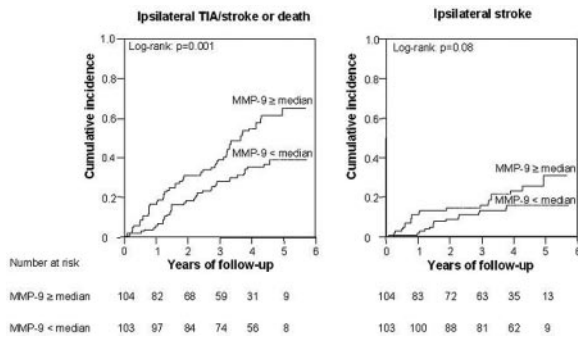 Ipsilateral TIA/stroke or death
Log-rank: p=0.001
1.0
0.8
0.6
0.4
0.2
0
Cumulative incidence
MMP-9 ≥ median
MMP-9 < median
0 1 2 3 4 5 6
Years of follow-up
Ipsilateral stroke
Log-rank: p=0.08
1.0
0.8
0.6
0.4
0.2
0
Cumulative incidence
MMP-9 ≥ median
MMP-9 < median
0 1 2 3 4 5 6
Years of follow-up
Number at risk
MMP-9 ≥ median 104 82 68 59 31 9 104 83 72 63 35 13
MMP-9 < median 103 97 84 74 56 8 103 100 88 81 62 9